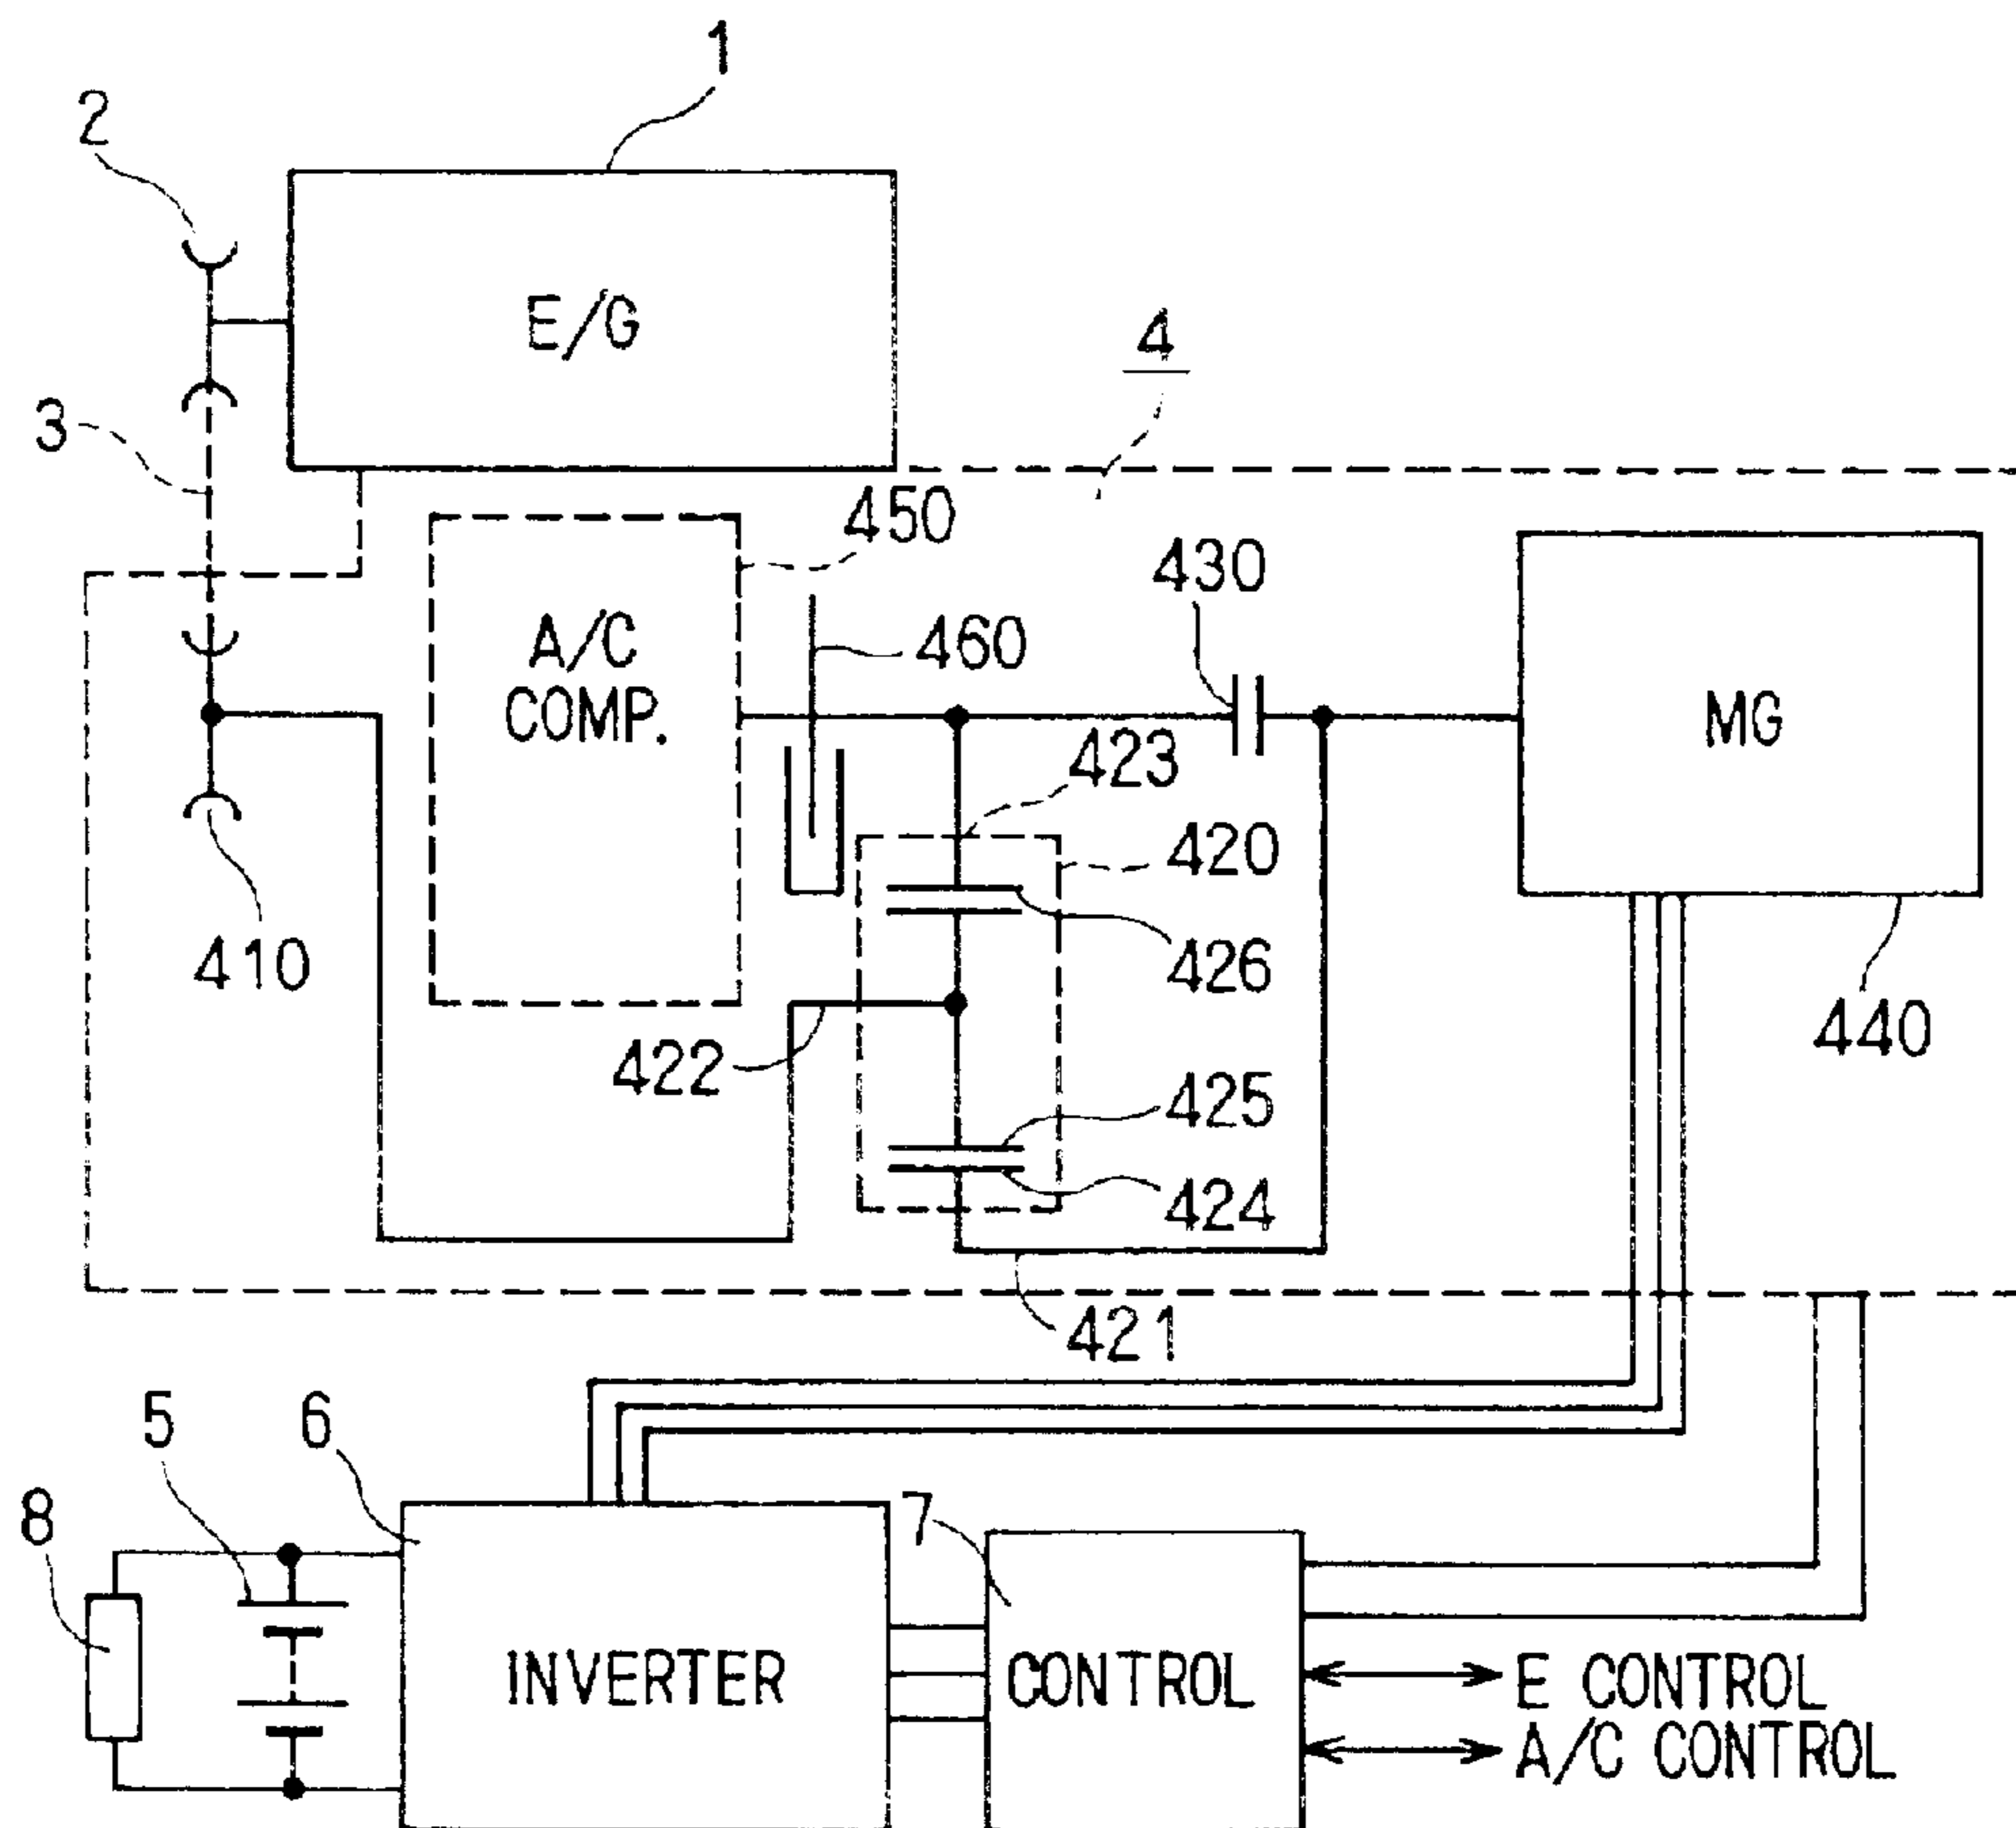 1
2
E/G
4
3
450
430
A/C
COMP.
460
MG
423
420
410
426
440
422
425
424
421
5
6
7
8
INVERTER
CONTROL
E CONTROL
A/C CONTROL